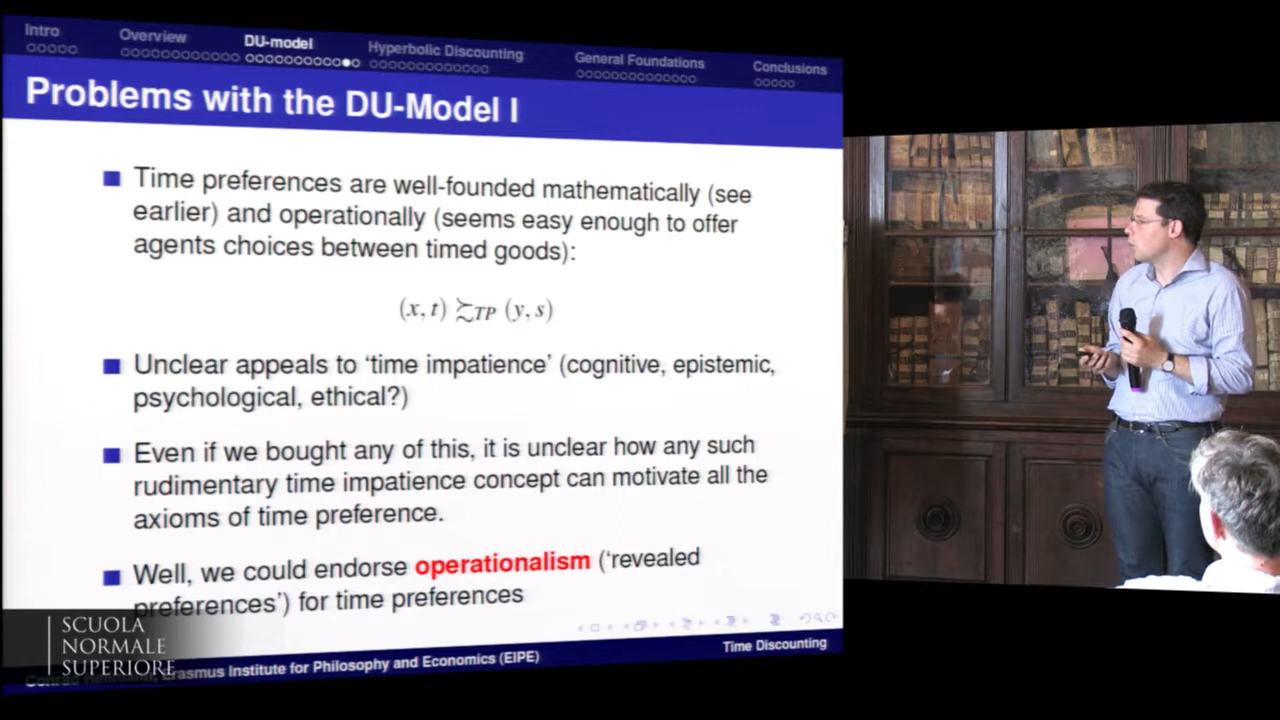 Intro
Overview
DU-model
Hyperbolic Discounting
General Foundations
Conclusions
Problems with the DU-Model I
Time preferences are well-founded mathematically (see
earlier) and operationally (seems easy enough to offer
agents choices between timed goods):
(x, t) ≿TP (y, s)
Unclear appeals to ‘time impatience’ (cognitive, epistemic,
psychological, ethical?)
Even if we bought any of this, it is unclear how any such
rudimentary time impatience concept can motivate all the
axioms of time preference.
Well, we could endorse operationalism (‘revealed
preferences’) for time preferences
SCUOLA
NORMALE
SUPERIORE
Erasmus Institute for Philosophy and Economics (EIPE)
Time Discounting